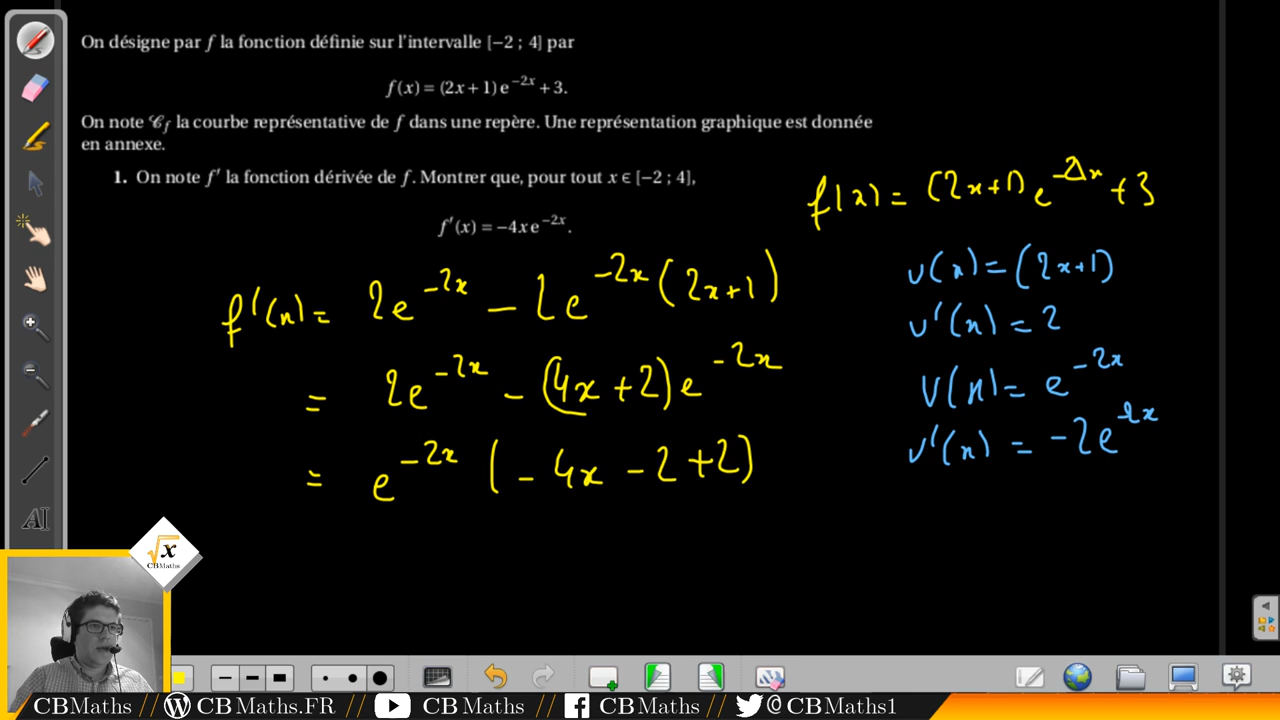 On désigne par f la fonction définie sur l'intervalle [−2 ; 4] par
f(x) = (2x+1)e^{−2x} + 3.
On note 𝒞_f la courbe représentative de f dans une repère. Une représentation graphique est donnée
en annexe.
1. On note f′ la fonction dérivée de f. Montrer que, pour tout x ∈ [−2 ; 4],
f′(x) = −4xe^{−2x}.
f'(x) = 2e^{−2x} − 2e^{−2x}(2x+1)
= 2e^{−2x} − (4x+2)e^{−2x}
= e^{−2x}(−4x −2 +2)
f(x) = (2x+1)e^{−2x} + 3
u(x) = (2x+1)
u'(x) = 2
v(x) = e^{−2x}
v'(x) = −2e^{−2x}
AI
√x
CBMaths
CBMaths CBMaths.FR CBMaths CBMaths @CBMaths1